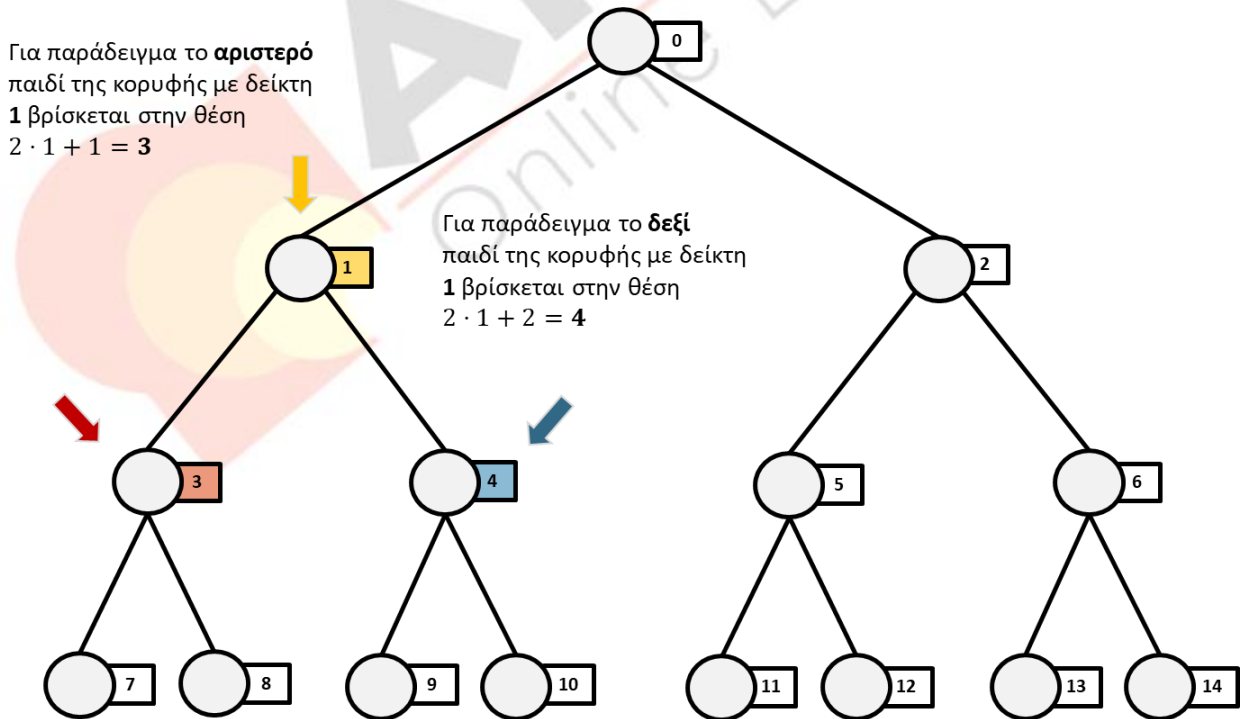 0
Για παράδειγμα το αριστερό
παιδί της κορυφής με δείκτη
1 βρίσκεται στην θέση
2 · 1 + 1 = 3
Για παράδειγμα το δεξί
παιδί της κορυφής με δείκτη
1 βρίσκεται στην θέση
2 · 1 + 2 = 4
1
2
3
4
5
6
7
8
9
10
11
12
13
14
Online